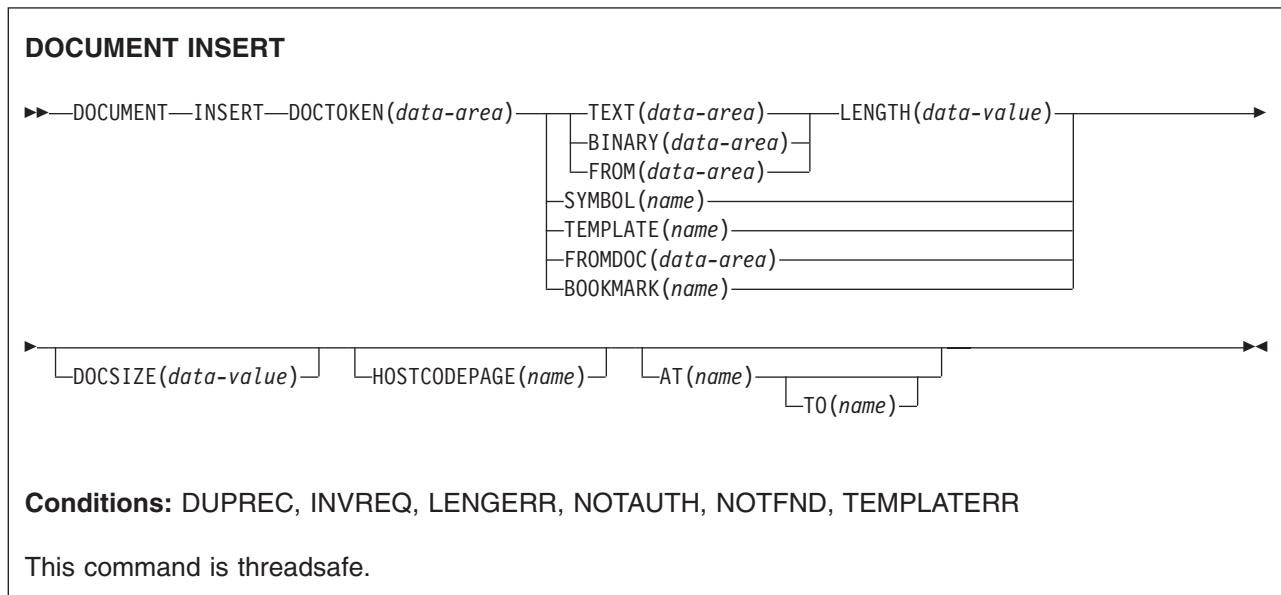 DOCUMENT INSERT
DOCUMENT INSERT DOCTOKEN(data-area) TEXT(data-area) LENGTH(data-value)
BINARY(data-area)
FROM(data-area)
SYMBOL(name)
TEMPLATE(name)
FROMDOC(data-area)
BOOKMARK(name)
DOCSIZE(data-value) HOSTCODEPAGE(name) AT(name)
TO(name)
Conditions: DUPREC, INVREQ, LENGERR, NOTAUTH, NOTFND, TEMPLATERR
This command is threadsafe.